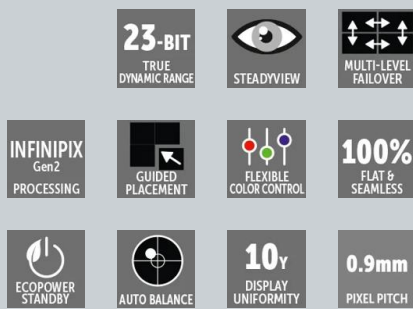 23-BIT
TRUE
DYNAMIC RANGE
STEADYVIEW
MULTI-LEVEL
FAILOVER
INFINIPIX
Gen2
PROCESSING
GUIDED
PLACEMENT
FLEXIBLE
COLOR CONTROL
100%
FLAT &
SEAMLESS
ECOPOWER
STANDBY
AUTO BALANCE
10Y
DISPLAY
UNIFORMITY
0.9mm
PIXEL PITCH